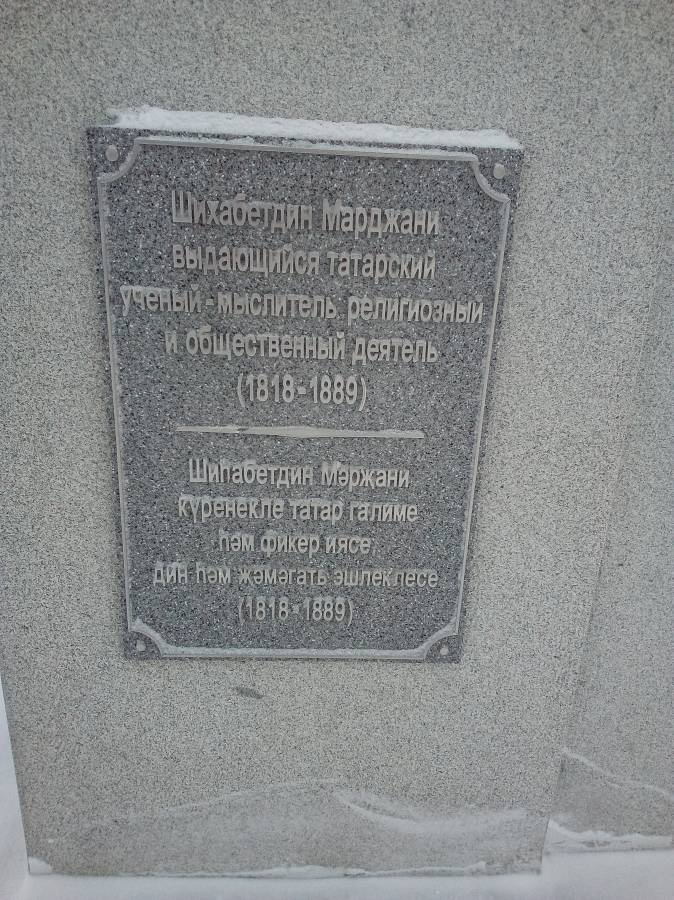 Шихабетдин Марджани
выдающийся татарский
ученый-мыслитель, религиозный
и общественный деятель
(1818-1889)
Шиһабетдин Мәрҗани
күренекле татар галиме
һәм фикер иясе,
дин һәм җәмәгать эшлеклесе
(1818-1889)